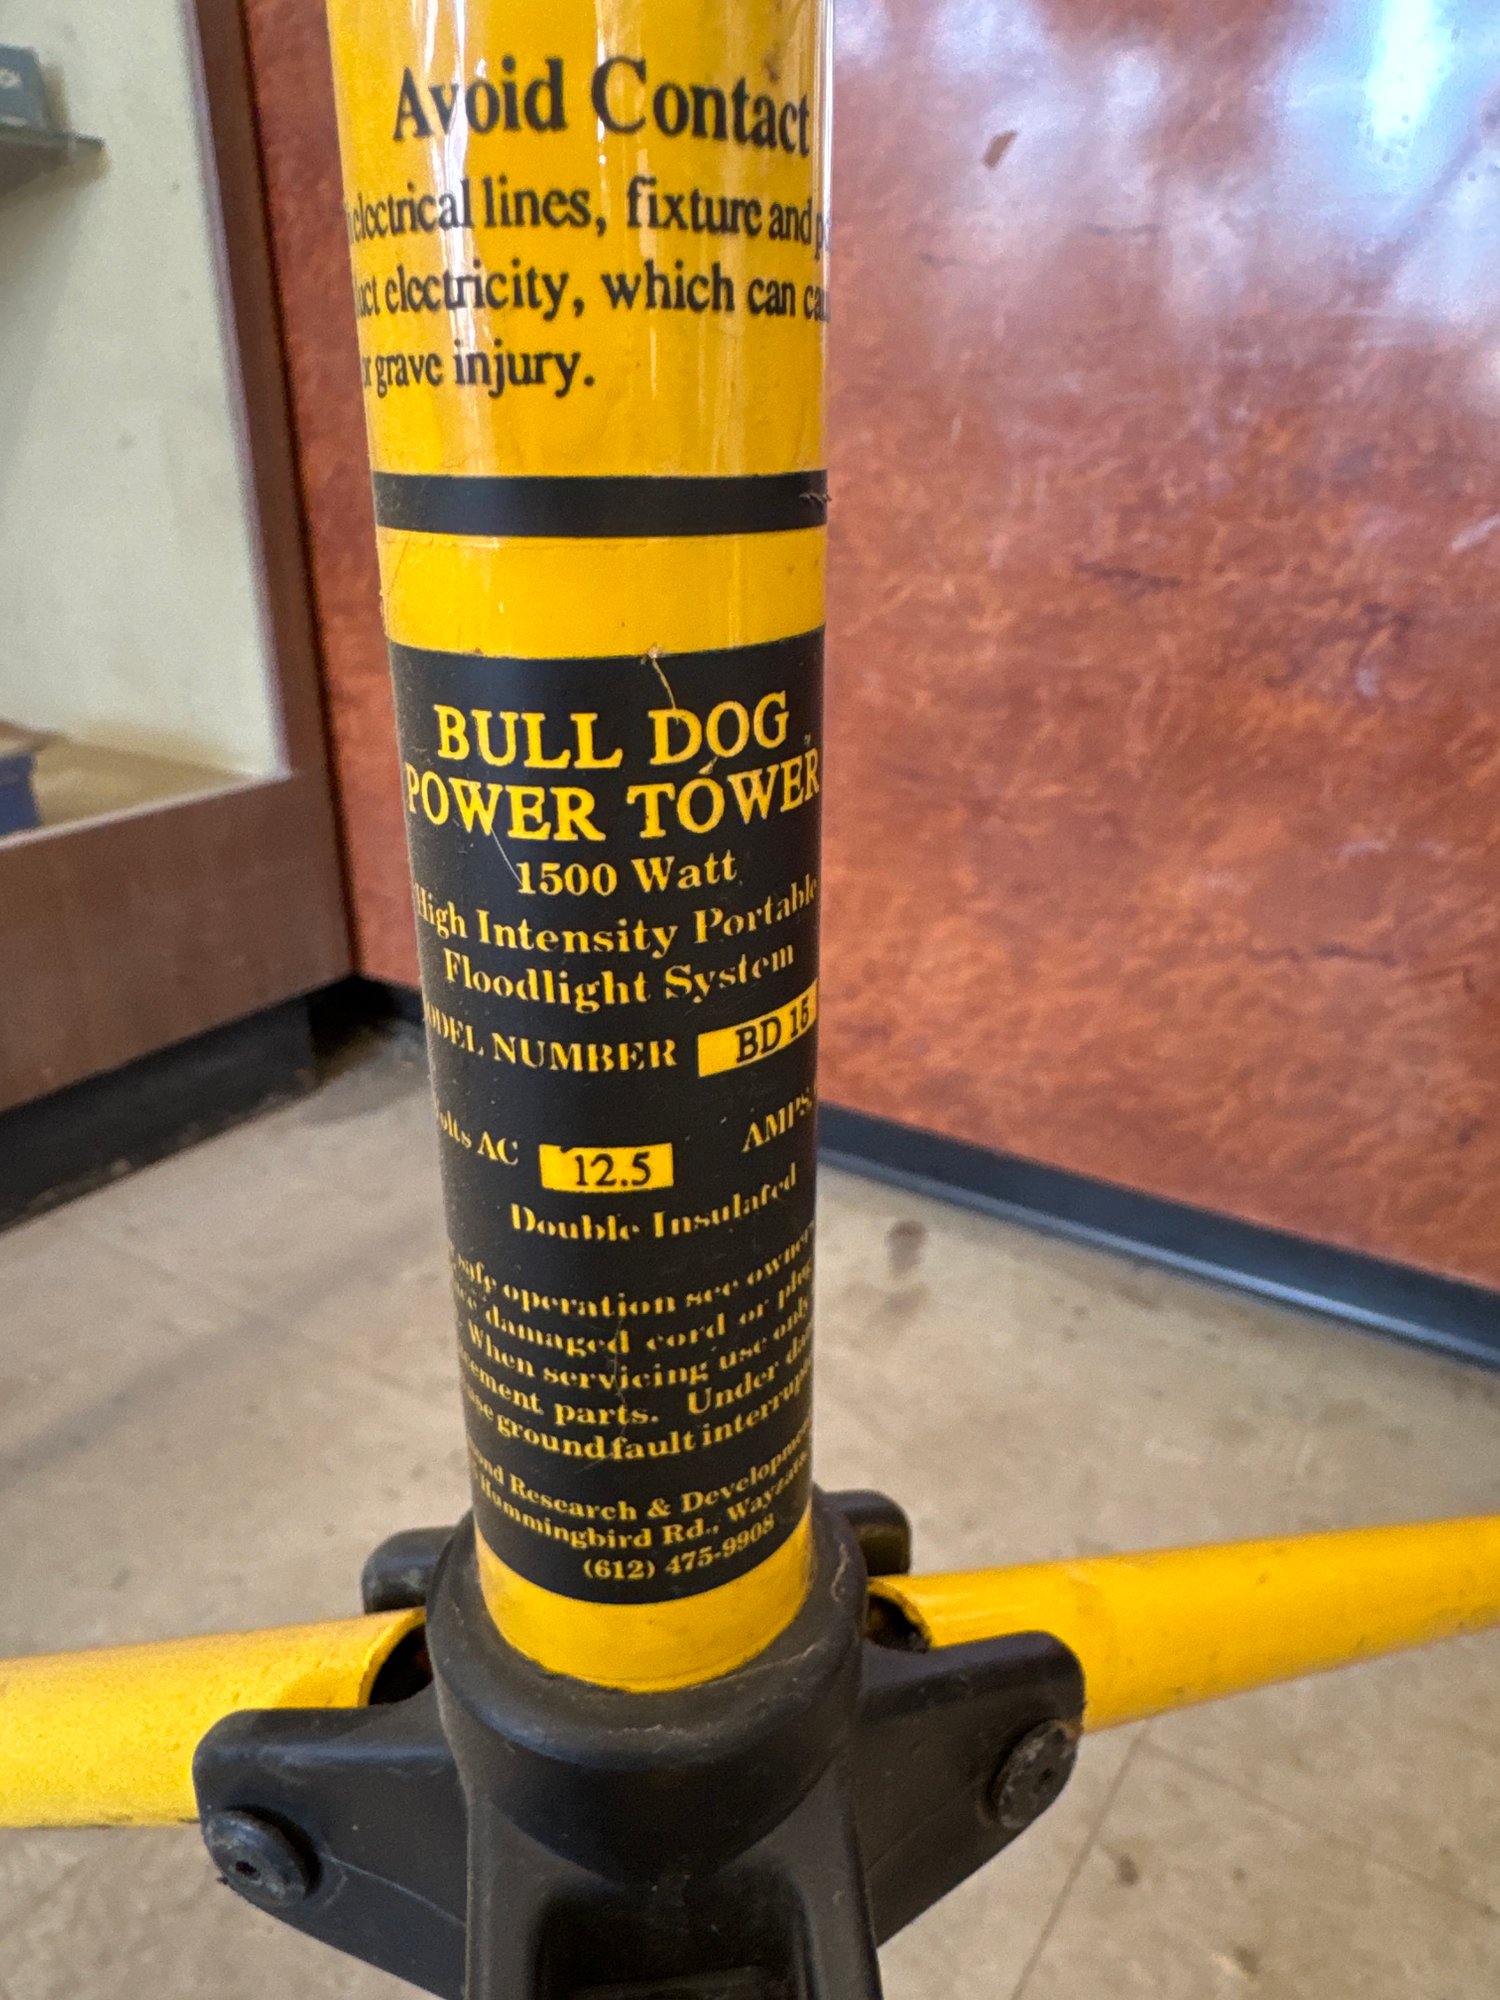 Avoid Contact
electrical lines, fixture and
electricity, which can
grave injury.
BULL DOG
POWER TOWER
1500 Watt
High Intensity Portable
Floodlight System
MODEL NUMBER BD 15
AC 12.5 AMPS
Double Insulated
safe operation see owner
damaged cord or plug
When servicing use only
parts. Under
ground fault
Research & Development
Hummingbird Rd., Wayzata
(612) 475-9908